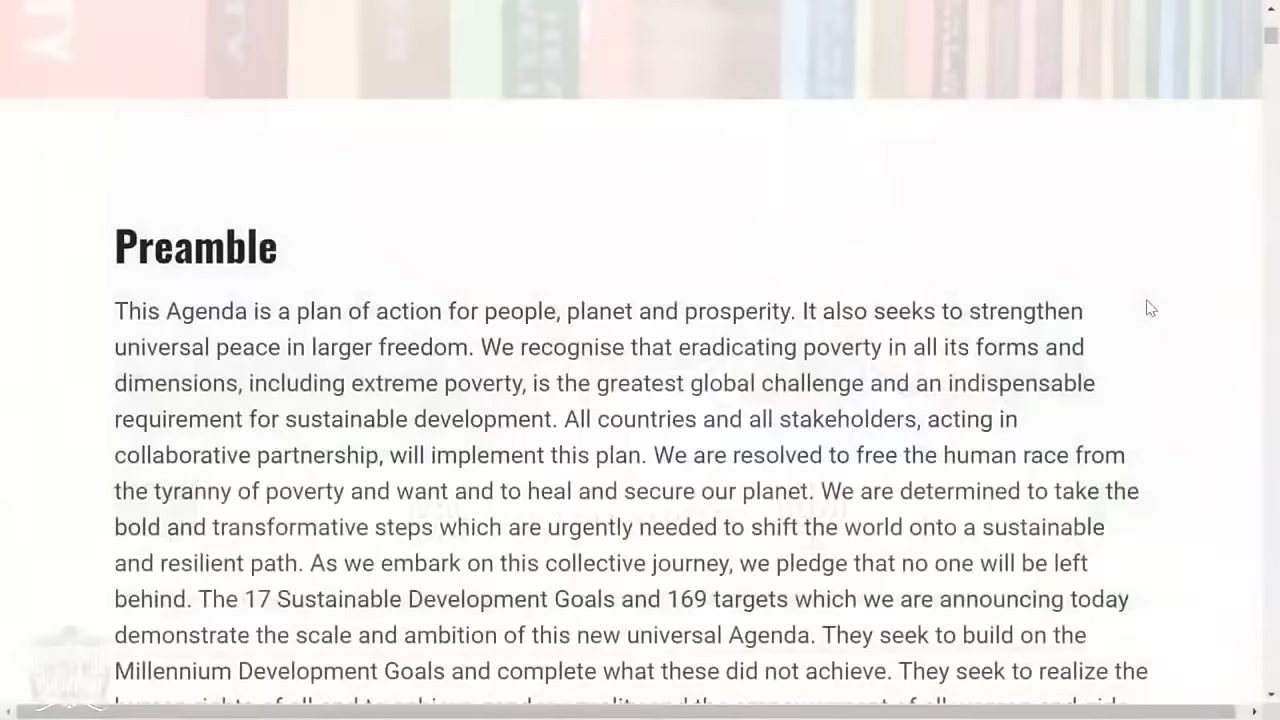 Preamble
This Agenda is a plan of action for people, planet and prosperity. It also seeks to strengthen
universal peace in larger freedom. We recognise that eradicating poverty in all its forms and
dimensions, including extreme poverty, is the greatest global challenge and an indispensable
requirement for sustainable development. All countries and all stakeholders, acting in
collaborative partnership, will implement this plan. We are resolved to free the human race from
the tyranny of poverty and want and to heal and secure our planet. We are determined to take the
bold and transformative steps which are urgently needed to shift the world onto a sustainable
and resilient path. As we embark on this collective journey, we pledge that no one will be left
behind. The 17 Sustainable Development Goals and 169 targets which we are announcing today
demonstrate the scale and ambition of this new universal Agenda. They seek to build on the
Millennium Development Goals and complete what these did not achieve. They seek to realize the